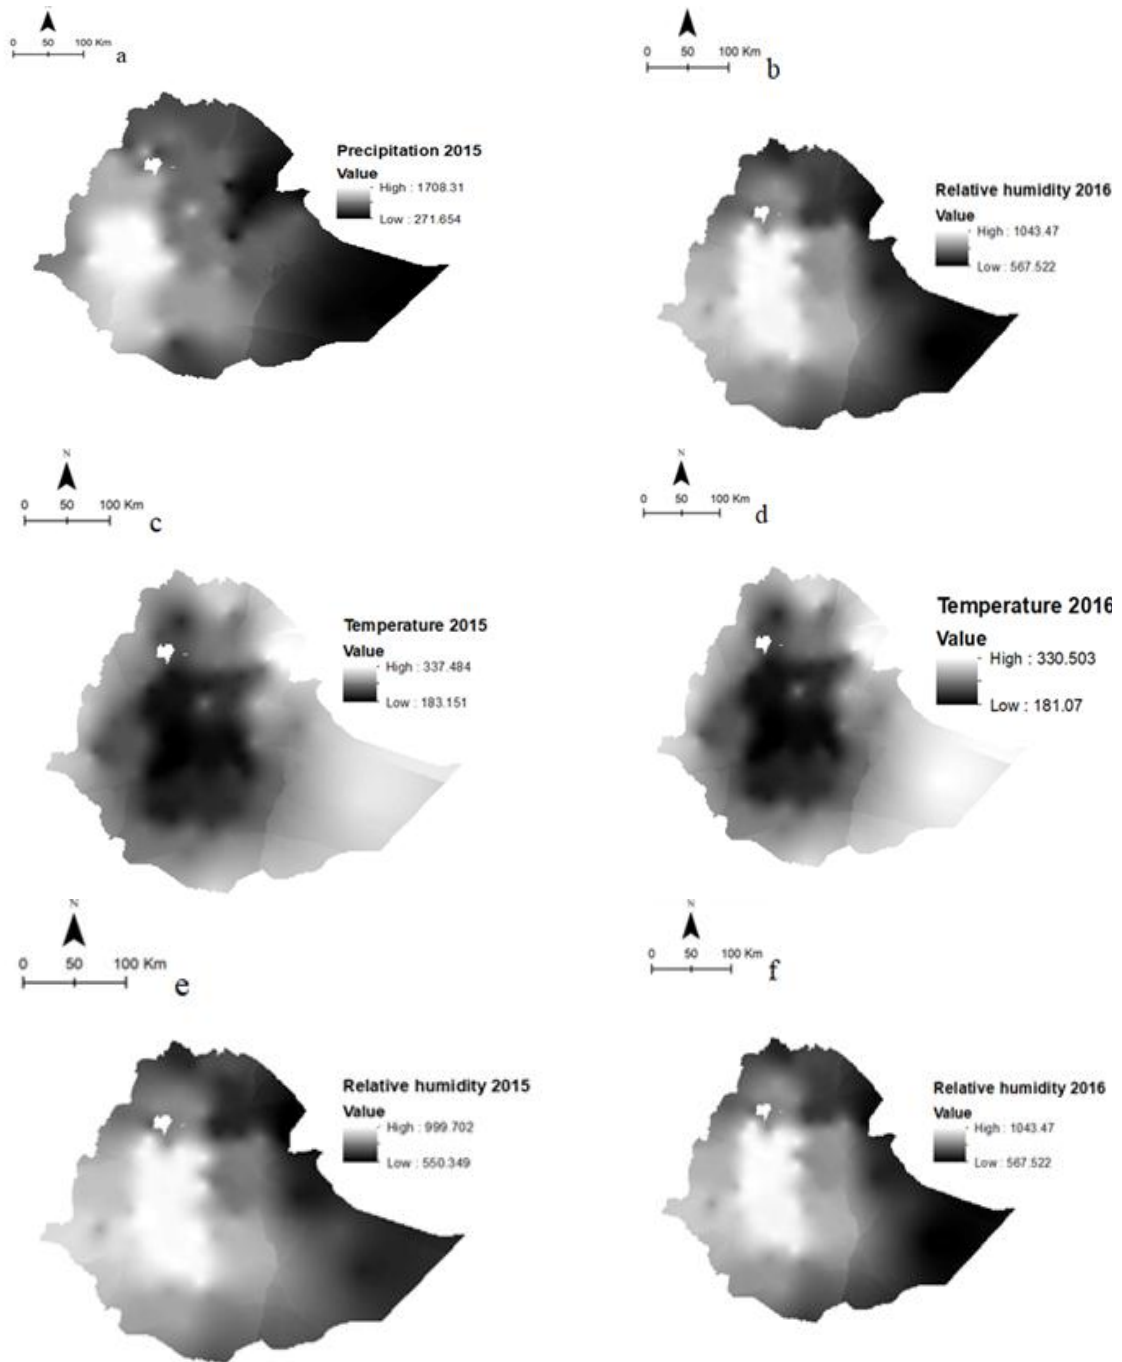 0 50 100 Km
a
Precipitation 2015
Value
High : 1708.31
Low : 271.654
0 50 100 Km
b
Relative humidity 2016
Value
High : 1043.47
Low : 567.522
N
0 50 100 Km
c
Temperature 2015
Value
High : 337.484
Low : 183.151
N
0 50 100 Km
d
Temperature 2016
Value
High : 330.503
Low : 181.07
N
0 50 100 Km
e
Relative humidity 2015
Value
High : 999.702
Low : 550.349
N
0 50 100 Km
f
Relative humidity 2016
Value
High : 1043.47
Low : 567.522